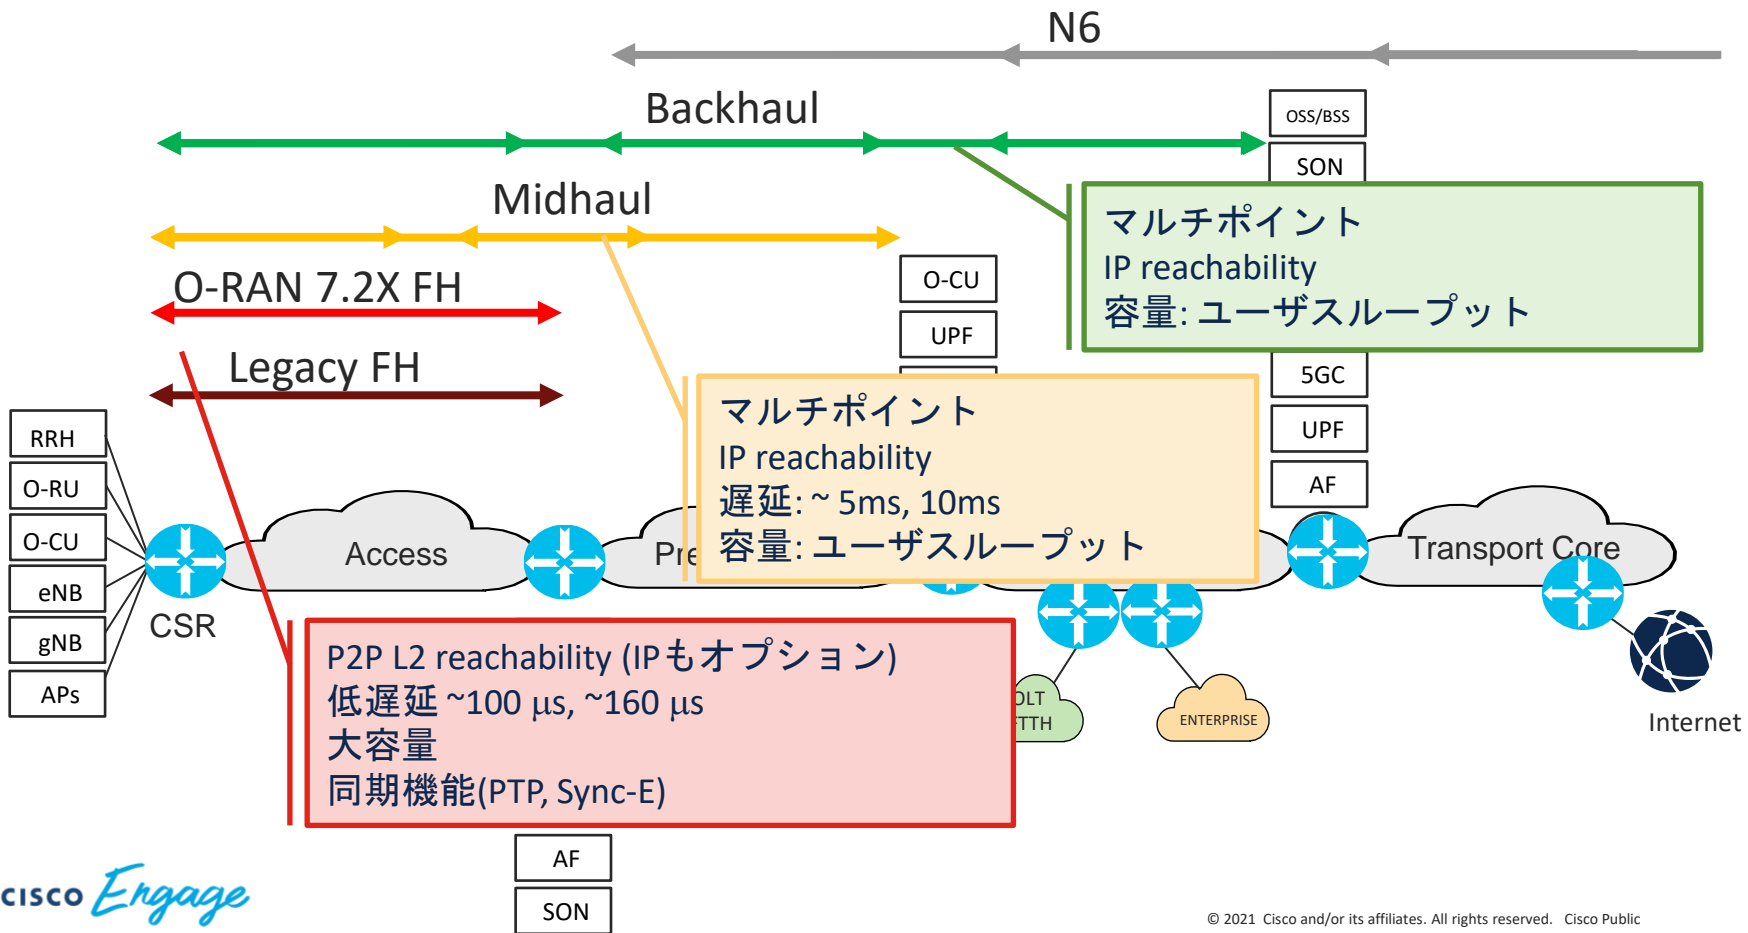 N6
Backhaul
OSS/BSS
SON
Midhaul
マルチポイント
IP reachability
容量: ユーザスループット
O-RAN 7.2X FH
O-CU
UPF
Legacy FH
5GC
UPF
AF
マルチポイント
IP reachability
遅延: ~ 5ms, 10ms
容量: ユーザスループット
RRH
O-RU
O-CU
eNB
gNB
APs
CSR
Access
Pre
Transport Core
P2P L2 reachability (IPもオプション)
低遅延 ~100 μs, ~160 μs
大容量
同期機能(PTP, Sync-E)
OLT
FTTH
ENTERPRISE
Internet
AF
SON
CISCO Engage
© 2021 Cisco and/or its affiliates. All rights reserved. Cisco Public